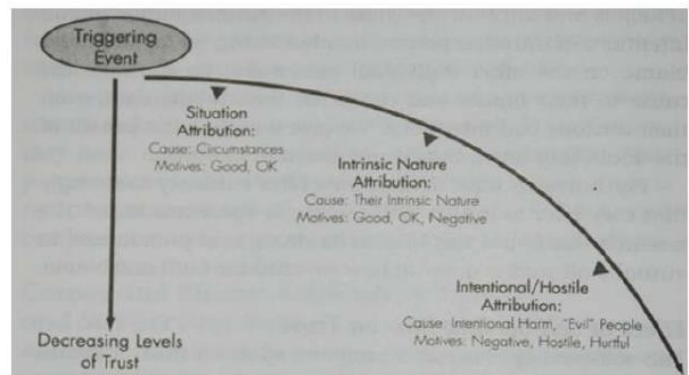 Triggering
Event
Situation
Attribution:
Cause: Circumstances
Motives: Good, OK
Intrinsic Nature
Attribution:
Cause: Their Intrinsic Nature
Motives: Good, OK, Negative
Intentional/Hostile
Attribution:
Cause: Intentional Harm, "Evil" People
Motives: Negative, Hostile, Hurtful
Decreasing Levels
of Trust